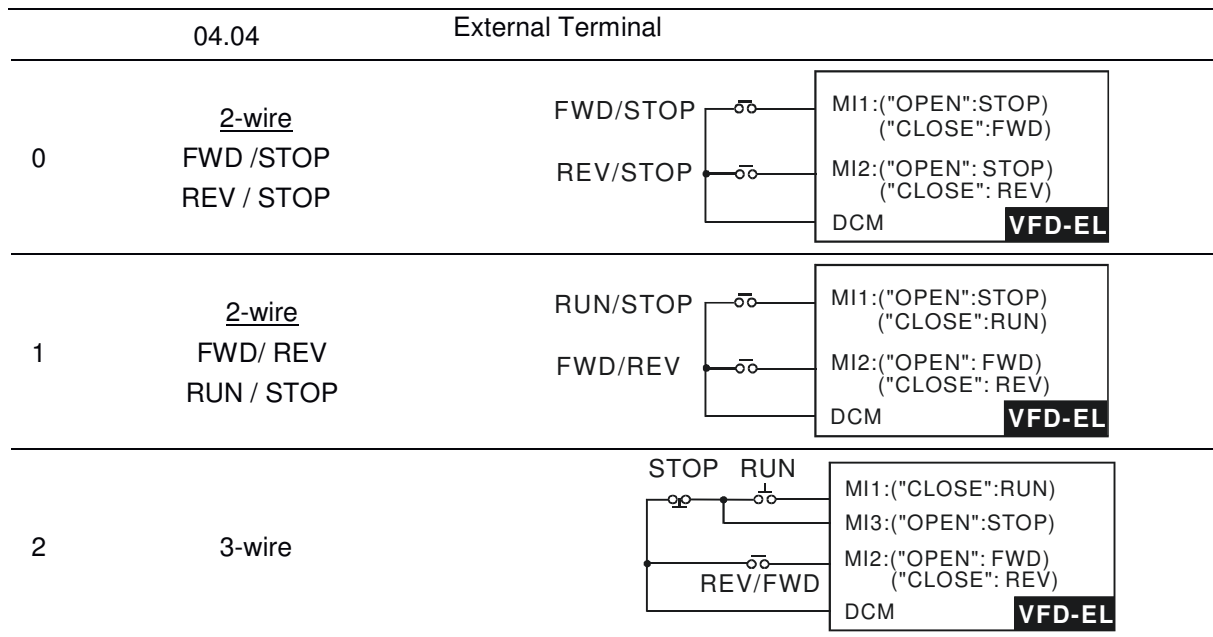 04.04 External Terminal
0
2-wire
FWD /STOP
REV / STOP
FWD/STOP
REV/STOP
MI1:("OPEN":STOP)
("CLOSE":FWD)
MI2:("OPEN": STOP)
("CLOSE": REV)
DCM
VFD-EL
1
2-wire
FWD/ REV
RUN / STOP
RUN/STOP
FWD/REV
MI1:("OPEN":STOP)
("CLOSE":RUN)
MI2:("OPEN": FWD)
("CLOSE": REV)
DCM
VFD-EL
2
3-wire
STOP RUN
REV/FWD
MI1:("CLOSE":RUN)
MI3:("OPEN":STOP)
MI2:("OPEN": FWD)
("CLOSE": REV)
DCM
VFD-EL